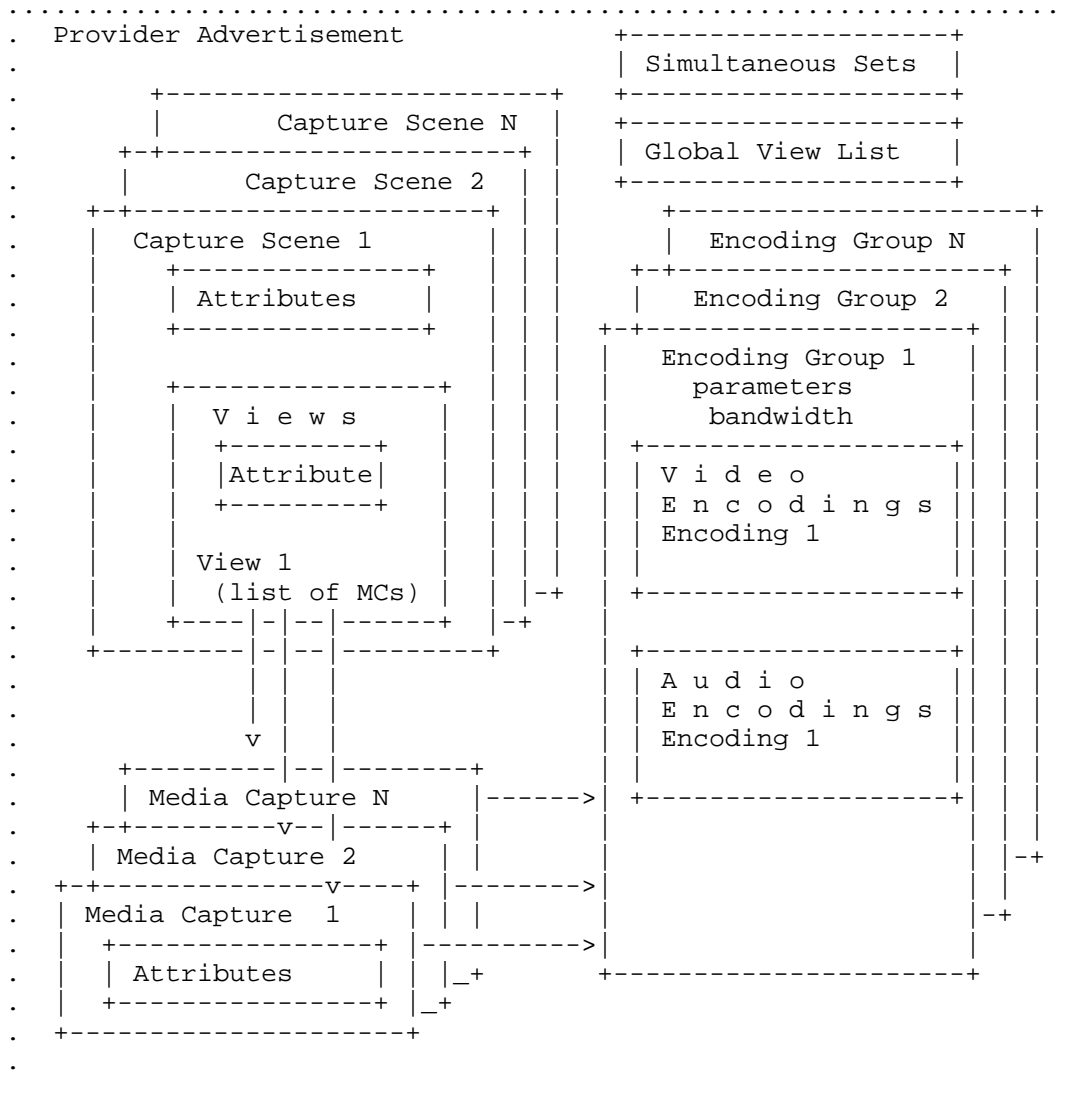 Provider Advertisement
Simultaneous Sets
Capture Scene N
Global View List
Capture Scene 2
Capture Scene 1
Encoding Group N
Attributes
Encoding Group 2
Encoding Group 1
parameters
V i e w s
bandwidth
Attribute
V i d e o
E n c o d i n g s
Encoding 1
View 1
(list of MCs)
A u d i o
E n c o d i n g s
Encoding 1
Media Capture N
Media Capture 2
Media Capture 1
Attributes